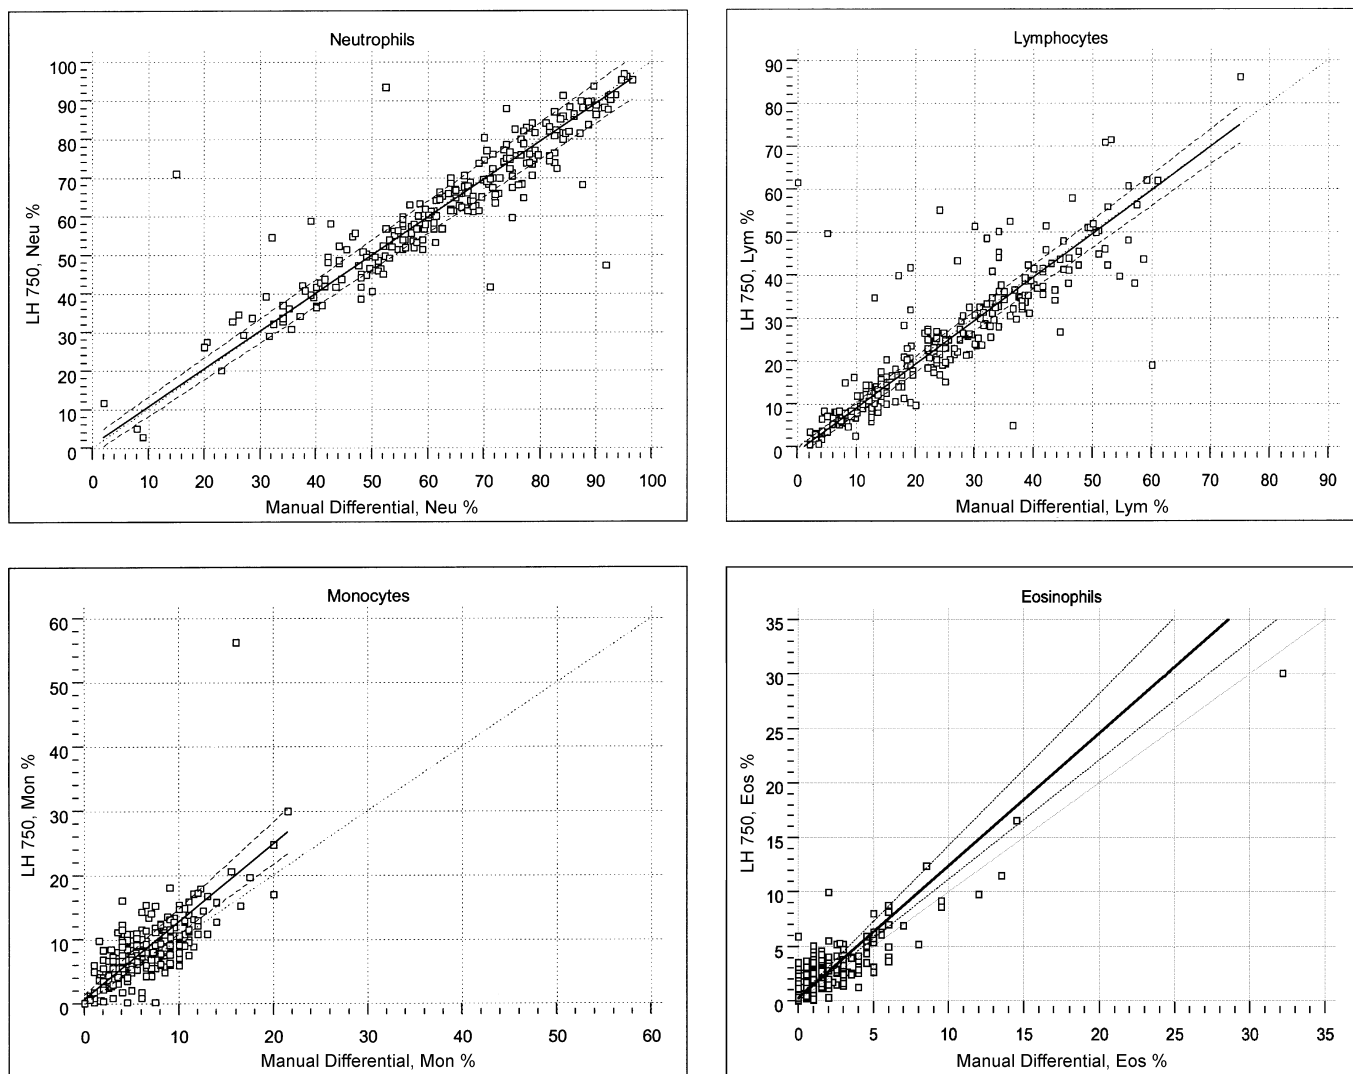 Neutrophils
LH 750, Neu %
100
90
80
70
60
50
40
30
20
10
0
0 10 20 30 40 50 60 70 80 90 100
Manual Differential, Neu %
Lymphocytes
LH 750, Lym %
90
80
70
60
50
40
30
20
10
0
0 10 20 30 40 50 60 70 80 90
Manual Differential, Lym %
Monocytes
LH 750, Mon %
60
50
40
30
20
10
0
0 10 20 30 40 50 60
Manual Differential, Mon %
Eosinophils
LH 750, Eos %
35
30
25
20
15
10
5
0
0 5 10 15 20 25 30 35
Manual Differential, Eos %